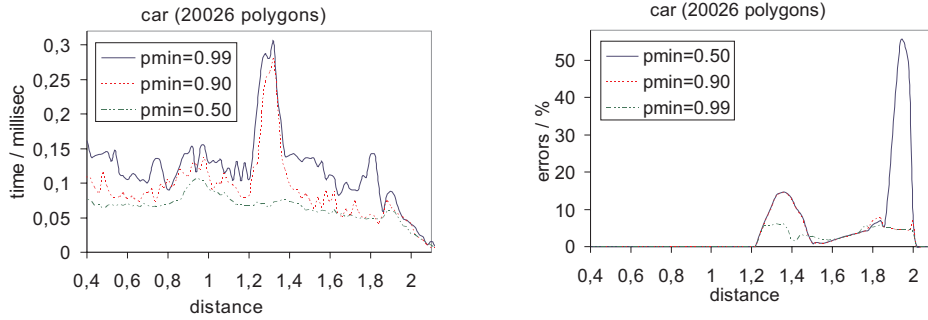 car (20026 polygons)
time / millisec
0,3
0,25
0,2
0,15
0,1
0,05
0
pmin=0.99
pmin=0.90
pmin=0.50
0,4 0,6 0,8 1 1,2 1,4 1,6 1,8 2
distance
car (20026 polygons)
errors / %
50
40
30
20
10
0
pmin=0.50
pmin=0.90
pmin=0.99
0,4 0,6 0,8 1 1,2 1,4 1,6 1,8 2
distance